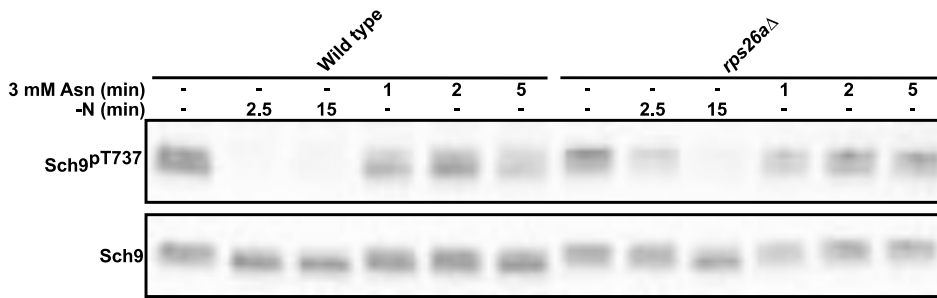 Wild type rps26aΔ
3 mM Asn (min) - - - 1 2 5 - - - 1 2 5
-N (min) - 2.5 15 - - - - 2.5 15 - - -
Sch9pT737
Sch9